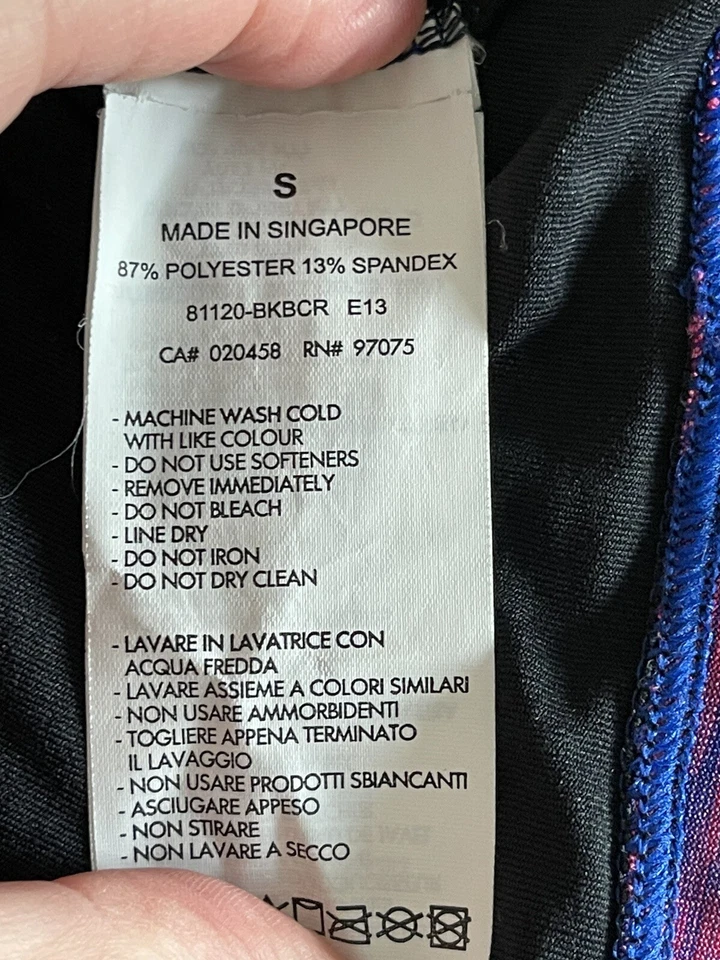 S
MADE IN SINGAPORE
87% POLYESTER 13% SPANDEX
81120-BKBCR E13
CA# 020458 RN# 97075
- MACHINE WASH COLD
WITH LIKE COLOUR
- DO NOT USE SOFTENERS
- REMOVE IMMEDIATELY
- DO NOT BLEACH
- LINE DRY
- DO NOT IRON
- DO NOT DRY CLEAN
- LAVARE IN LAVATRICE CON
ACQUA FREDDA
- LAVARE ASSIEME A COLORI SIMILARI
- NON USARE AMMORBIDENTI
- TOGLIERE APPENA TERMINATO
IL LAVAGGIO
- NON USARE PRODOTTI SBIANCANTI
- ASCIUGARE APPESO
- NON STIRARE
- NON LAVARE A SECCO